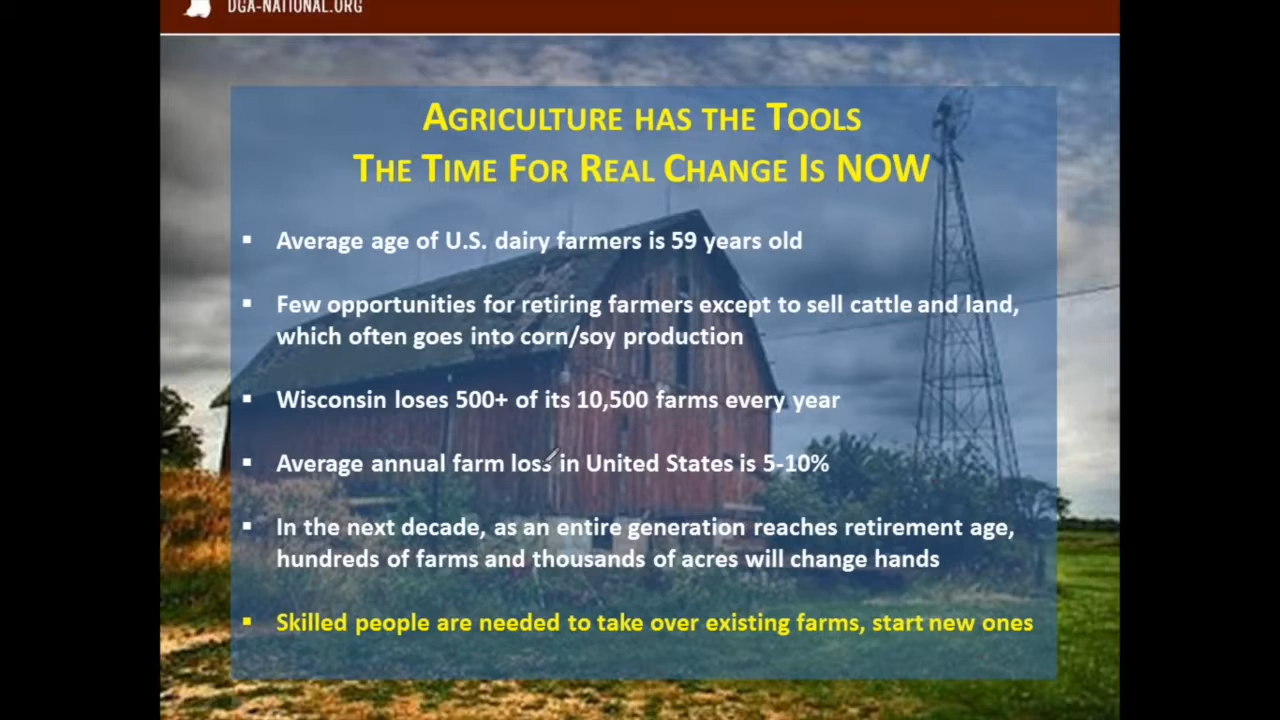 DGA-NATIONAL.ORG
AGRICULTURE HAS THE TOOLS
THE TIME FOR REAL CHANGE IS NOW
▪ Average age of U.S. dairy farmers is 59 years old
▪ Few opportunities for retiring farmers except to sell cattle and land,
which often goes into corn/soy production
▪ Wisconsin loses 500+ of its 10,500 farms every year
▪ Average annual farm loss in United States is 5-10%
▪ In the next decade, as an entire generation reaches retirement age,
hundreds of farms and thousands of acres will change hands
▪ Skilled people are needed to take over existing farms, start new ones